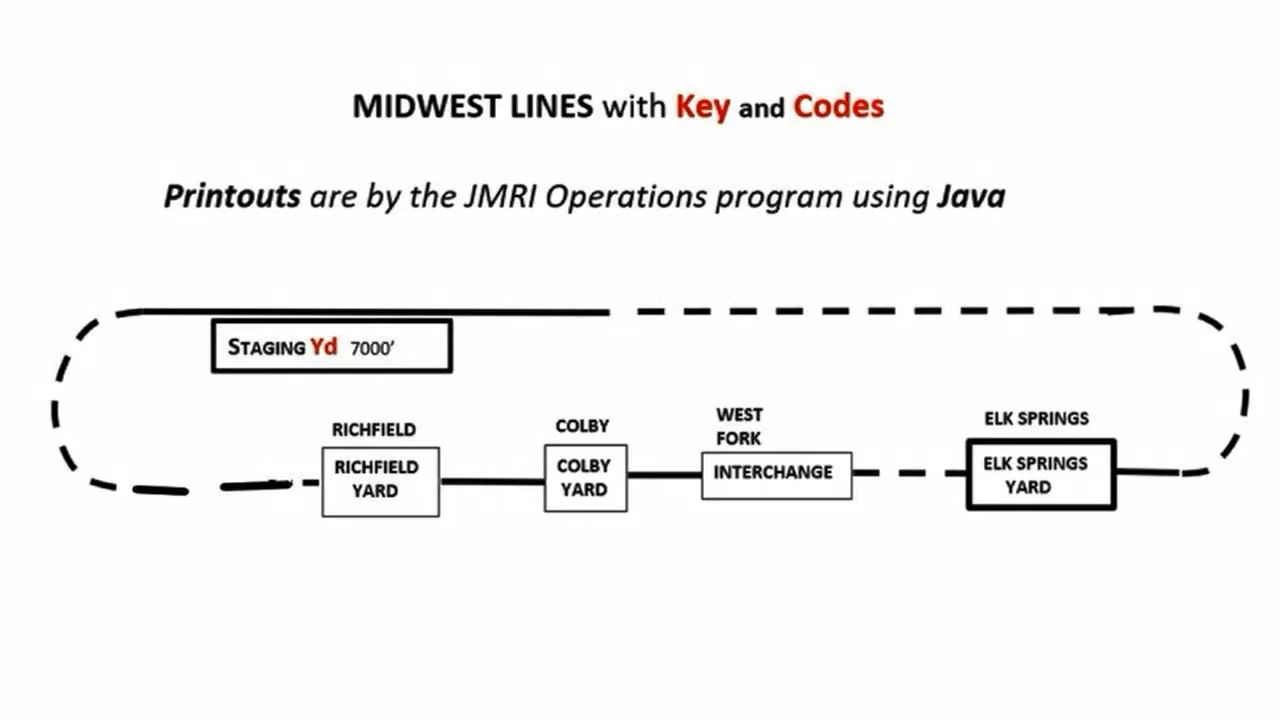 MIDWEST LINES with Key and Codes
Printouts are by the JMRI Operations program using Java
STAGING Yd 7000’
RICHFIELD
COLBY
WEST
FORK
ELK SPRINGS
RICHFIELD
YARD
COLBY
YARD
INTERCHANGE
ELK SPRINGS
YARD